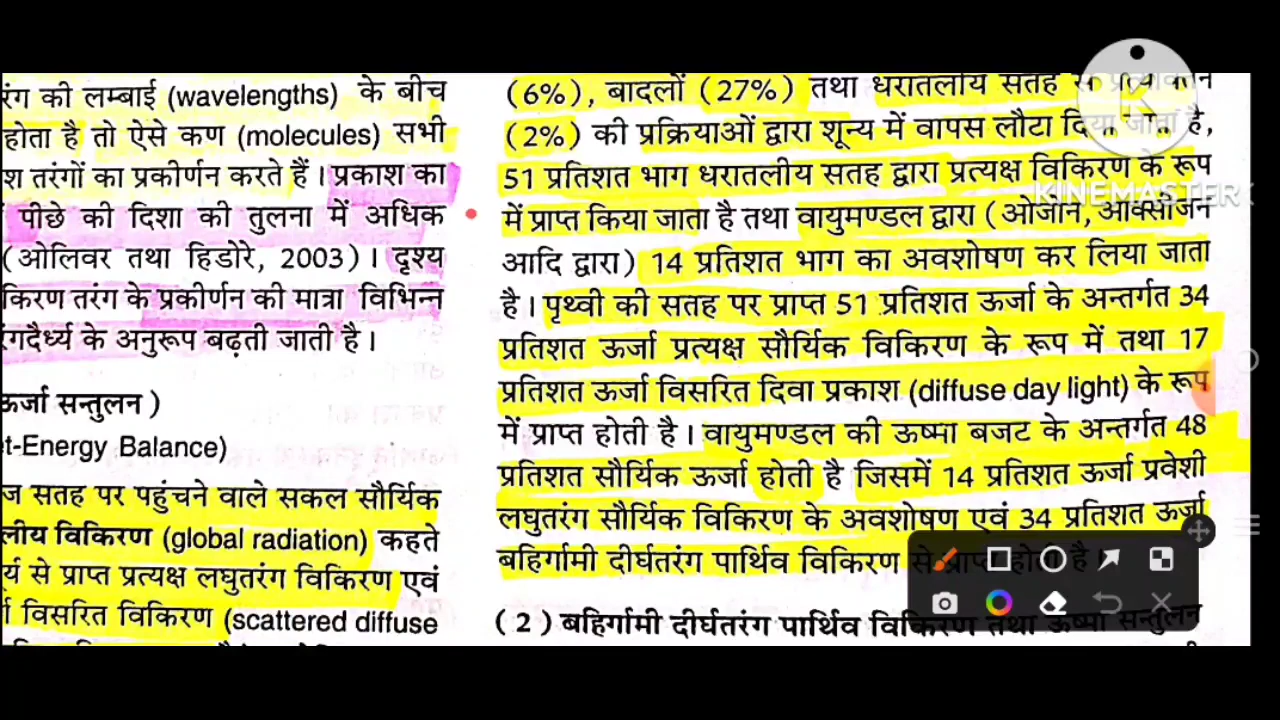 रंग की लम्बाई (wavelengths) के बीच
होता है तो ऐसे कण (molecules) सभी
श तरंगों का प्रकीर्णन करते हैं । प्रकाश का
पीछे की दिशा की तुलना में अधिक
(ओलिवर तथा हिडोरे, 2003) । दृश्य
किरण तरंग के प्रकीर्णन की मात्रा विभिन्न
रंगदैर्ध्य के अनुरूप बढ़ती जाती है ।
ऊर्जा सन्तुलन )
t-Energy Balance)
ज सतह पर पहुंचने वाले सकल सौर्यिक
लीय विकिरण (global radiation) कहते
र्य से प्राप्त प्रत्यक्ष लघुतरंग विकिरण एवं
र्ग विसरित विकिरण (scattered diffuse
(6%), बादलों (27%) तथा धरातलीय सतह से
(2%) की प्रक्रियाओं द्वारा शून्य में वापस लौटा दिया जाता है,
51 प्रतिशत भाग धरातलीय सतह द्वारा प्रत्यक्ष विकिरण के रूप
में प्राप्त किया जाता है तथा वायुमण्डल द्वारा (ओजोन, ऑक्सीजन
आदि द्वारा) 14 प्रतिशत भाग का अवशोषण कर लिया जाता
है । पृथ्वी की सतह पर प्राप्त 51 प्रतिशत ऊर्जा के अन्तर्गत 34
प्रतिशत ऊर्जा प्रत्यक्ष सौर्यिक विकिरण के रूप में तथा 17
प्रतिशत ऊर्जा विसरित दिवा प्रकाश (diffuse day light) के रूप
में प्राप्त होती है । वायुमण्डल की ऊष्मा बजट के अन्तर्गत 48
प्रतिशत सौर्यिक ऊर्जा होती है जिसमें 14 प्रतिशत ऊर्जा प्रवेशी
लघुतरंग सौर्यिक विकिरण के अवशोषण एवं 34 प्रतिशत ऊर्जा
बहिर्गामी दीर्घतरंग पार्थिव विकिरण से प्राप्त होती है ।
(2) बहिर्गामी दीर्घतरंग पार्थिव विकिरण तथा ऊष्मा सन्तुलन
KINEMASTER